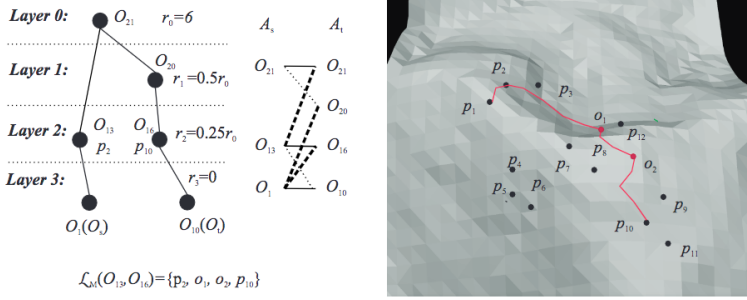 Layer 0: O₂₁ r₀=6 Aₛ Aₜ
O₂₀ O₂₁ O₂₁
Layer 1: r₁=0.5r₀
O₂₀
Layer 2: O₁₃ O₁₆ r₂=0.25r₀ O₁₃ O₁₆
p₂ p₁₀
Layer 3: r₃=0 O₁ O₁₀
O₁(Oₛ) O₁₀(Oₜ)
ℒ_M(O₁₃,O₁₆)={p₂, o₁, o₂, p₁₀}
p₂ p₃
p₁
o₁ p₁₂
p₇ p₈
p₄ o₂
p₅ p₆
p₉
p₁₀
p₁₁